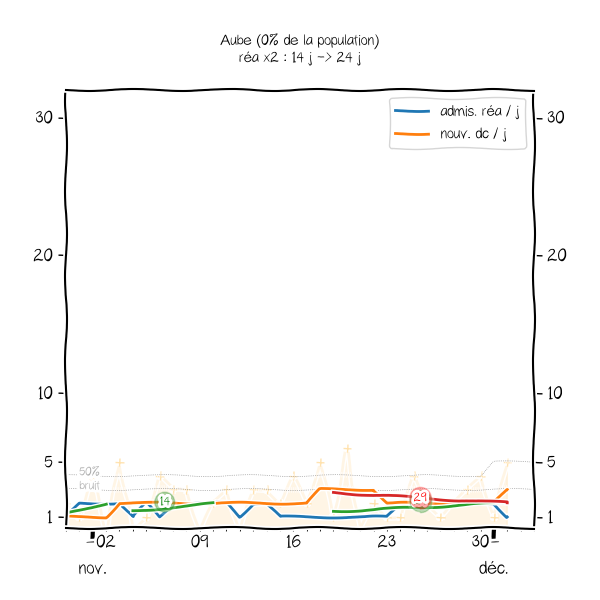 Aube (0% de la population)
réa x2 : 14 j -> 24 j
admis. réa / j
nouv. dc / j
30
30
20
20
10
10
5
5
50%
bruit
14
29
1
1
02
09
16
23
30
nov.
déc.